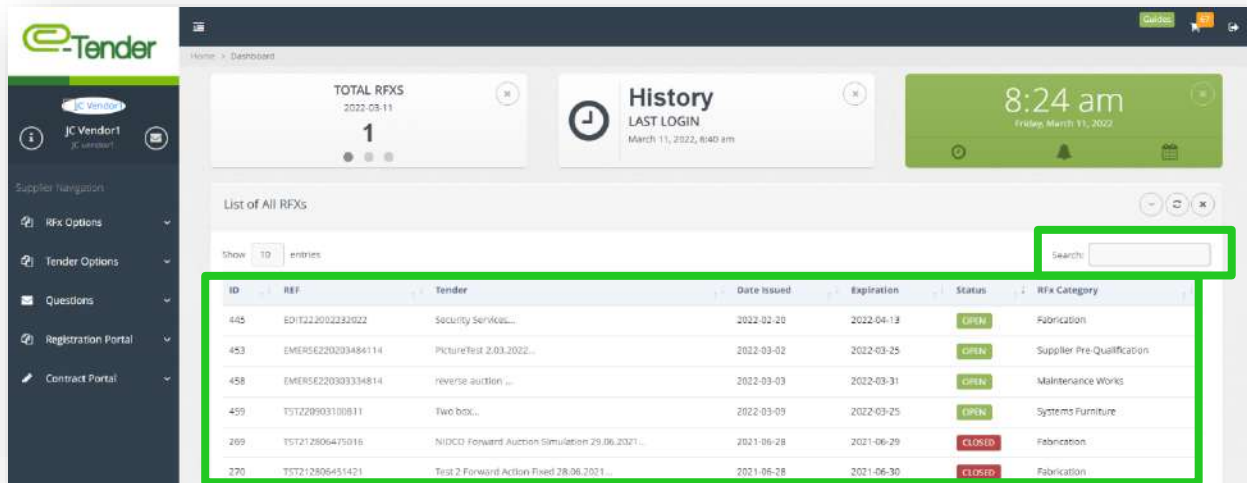 e-Tender
Guides
67
Home > Dashboard
JC Vendor1
JC Vendor1
JC vendor1
Supplier Navigation
RFx Options
Tender Options
Questions
Registration Portal
Contract Portal
TOTAL RFXS
2022-03-11
1
History
LAST LOGIN
March 11, 2022, 6:40 am
8:24 am
Friday, March 11, 2022
List of All RFXs
Show 10 entries
Search:
ID REF Tender Date Issued Expiration Status RFx Category
445 EDIT222002232022 Security Services... 2022-02-20 2022-04-13 OPEN Fabrication
453 EMERSE220203484114 PictureTest 2.03.2022... 2022-03-02 2022-03-25 OPEN Supplier Pre-Qualification
458 EMERSE220303334814 reverse auction ... 2022-03-03 2022-03-31 OPEN Maintenance Works
459 TST220903100811 Two box... 2022-03-09 2022-03-25 OPEN Systems Furniture
269 TST212806475016 NIDCO Forward Auction Simulation 29.06.2021... 2021-06-28 2021-06-29 CLOSED Fabrication
270 TST212806451421 Test 2 Forward Action Fixed 28.06.2021... 2021-06-28 2021-06-30 CLOSED Fabrication